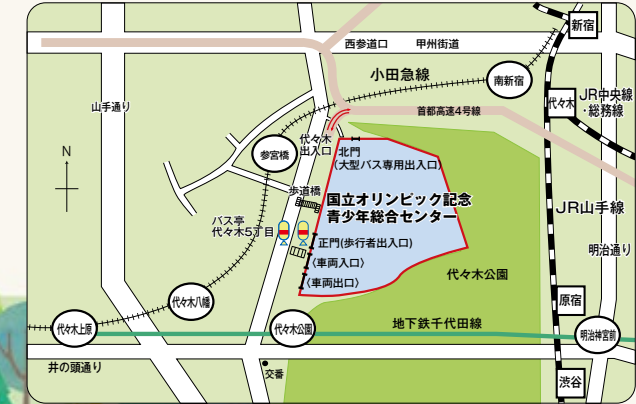 新宿
西参道口
甲州街道
小田急線
南新宿
山手通り
首都高速4号線
代々木
JR中央線
・総務線
N
参宮橋
代々木
出入口
北門
(大型バス専用出入口)
歩道橋
国立オリンピック記念
青少年総合センター
JR山手線
バス亭
代々木5丁目
正門(歩行者出入口)
〈車両入口〉
〈車両出口〉
明治通り
代々木公園
代々木八幡
原宿
代々木上原
代々木公園
地下鉄千代田線
明治神宮前
井の頭通り
交番
渋谷